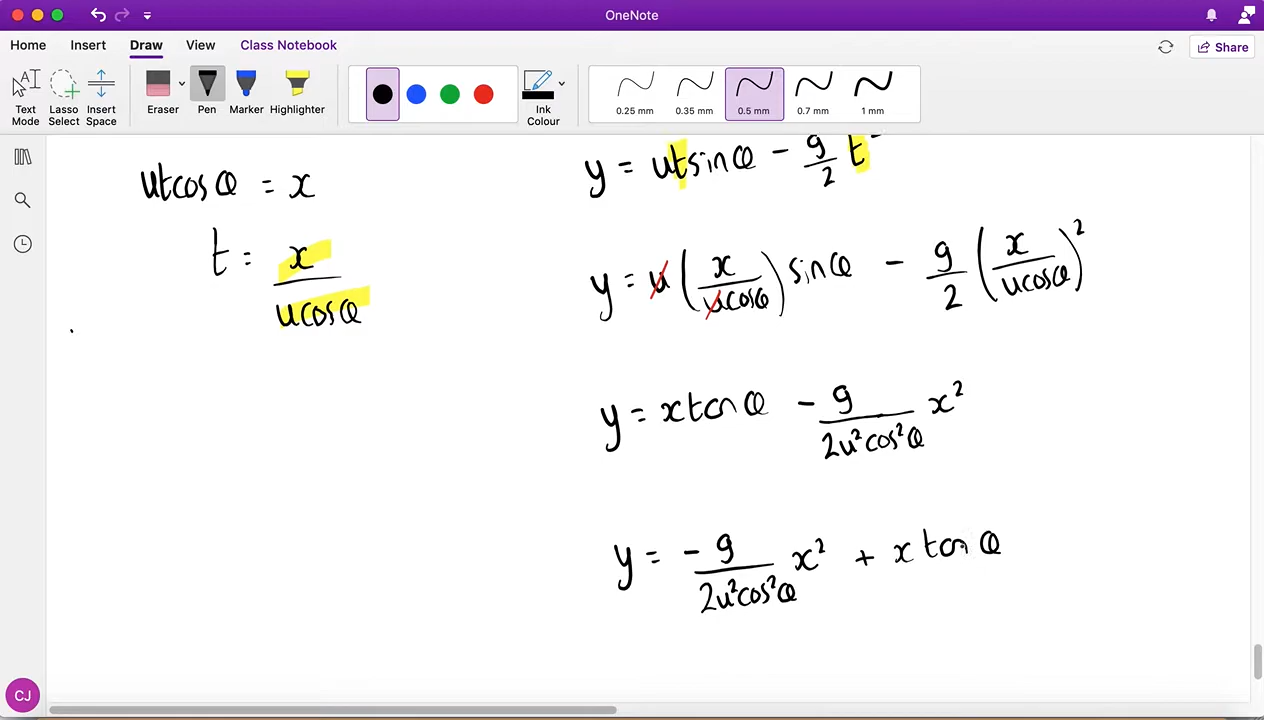 OneNote
Home Insert Draw View Class Notebook Share
Text Mode Lasso Select Insert Space Eraser Pen Marker Highlighter Ink Colour 0.25 mm 0.35 mm 0.5 mm 0.7 mm 1 mm
utcosθ = x
t = x/(ucosθ)
y = utsinθ - g/2 t²
y = u(x/(ucosθ))sinθ - g/2 (x/(ucosθ))²
y = xtanθ - g/(2u²cos²θ) x²
y = -g/(2u²cos²θ) x² + x tanθ
CJ